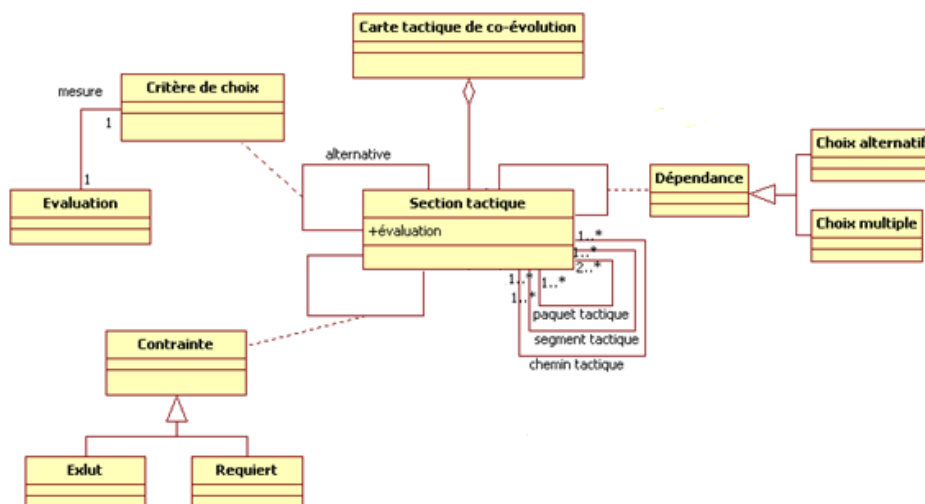 Carte tactique de co-évolution
mesure
Critère de choix
1
1
Evaluation
alternative
Section tactique
+évaluation
Dépendance
Choix alternatif
Choix multiple
1..*
1..*
2..*
1..*
1..*
1..*
paquet tactique
segment tactique
chemin tactique
Contrainte
Exlut
Requiert